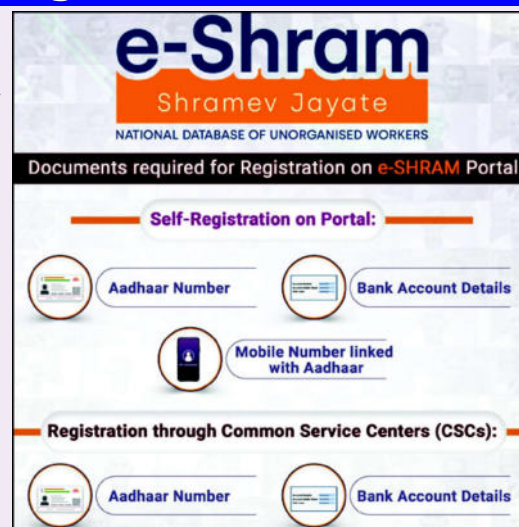 e-Shram
Shramev Jayate
NATIONAL DATABASE OF UNORGANISED WORKERS
Documents required for Registration on e-SHRAM Portal
Self-Registration on Portal:
Aadhaar Number
Bank Account Details
Mobile Number linked
with Aadhaar
Registration through Common Service Centers (CSCs):
Aadhaar Number
Bank Account Details